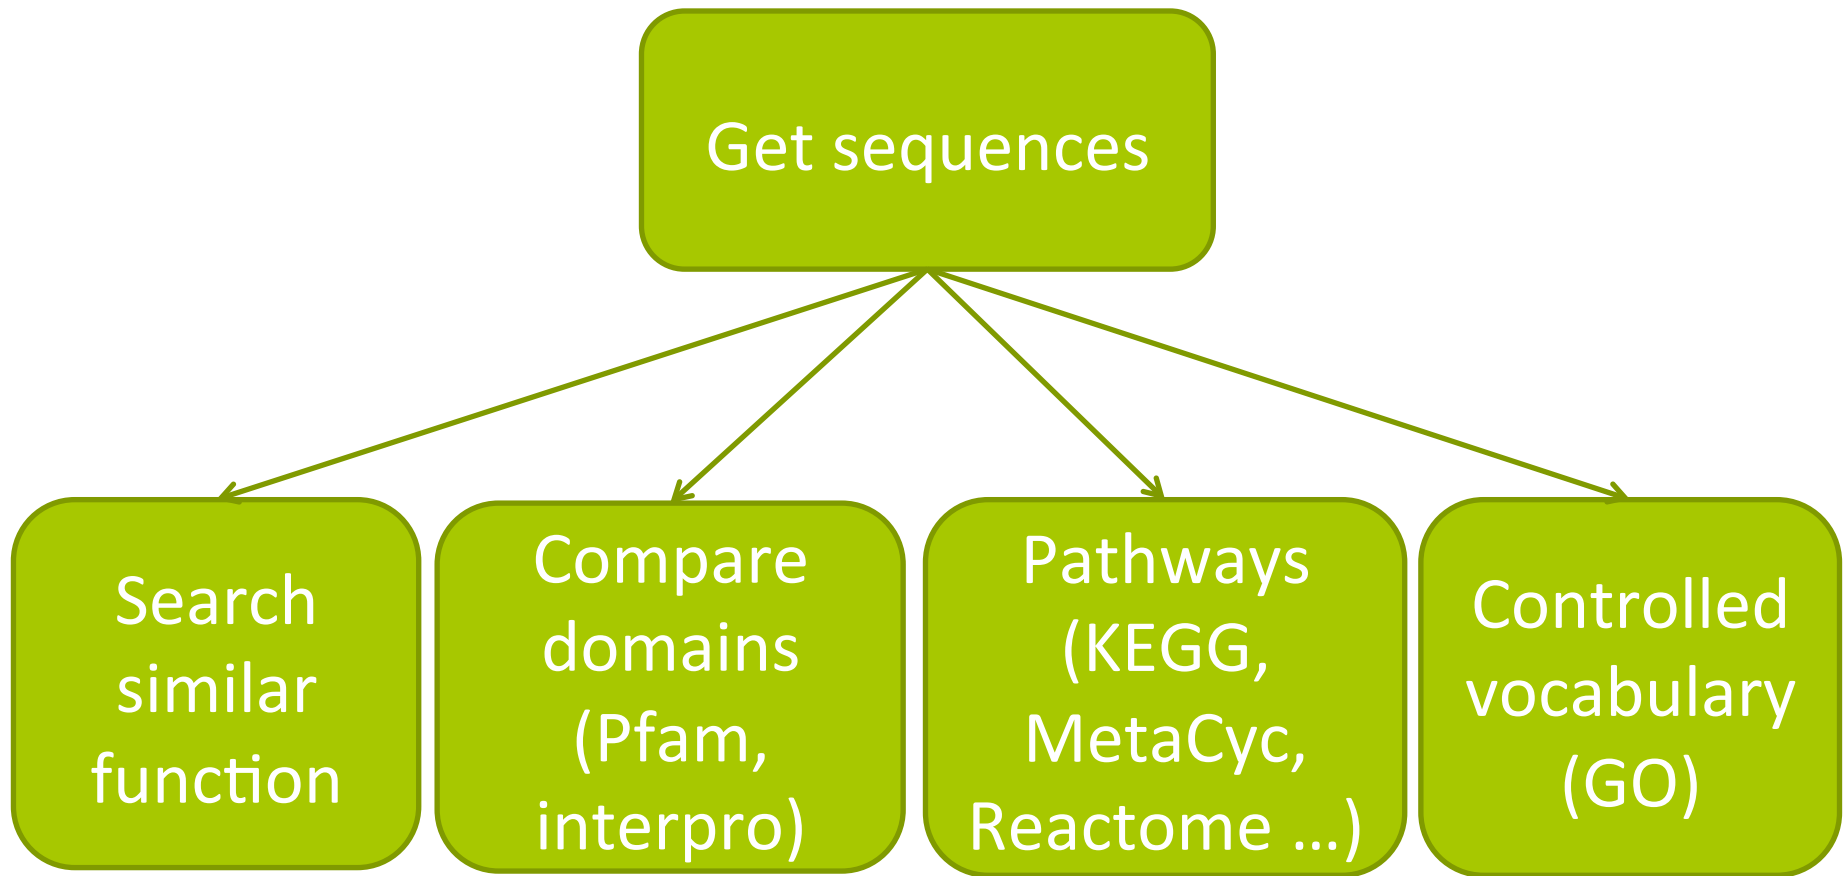 Get sequences
Search
similar
function
Compare
domains
(Pfam,
interpro)
Pathways
(KEGG,
MetaCyc,
Reactome ...)
Controlled
vocabulary
(GO)